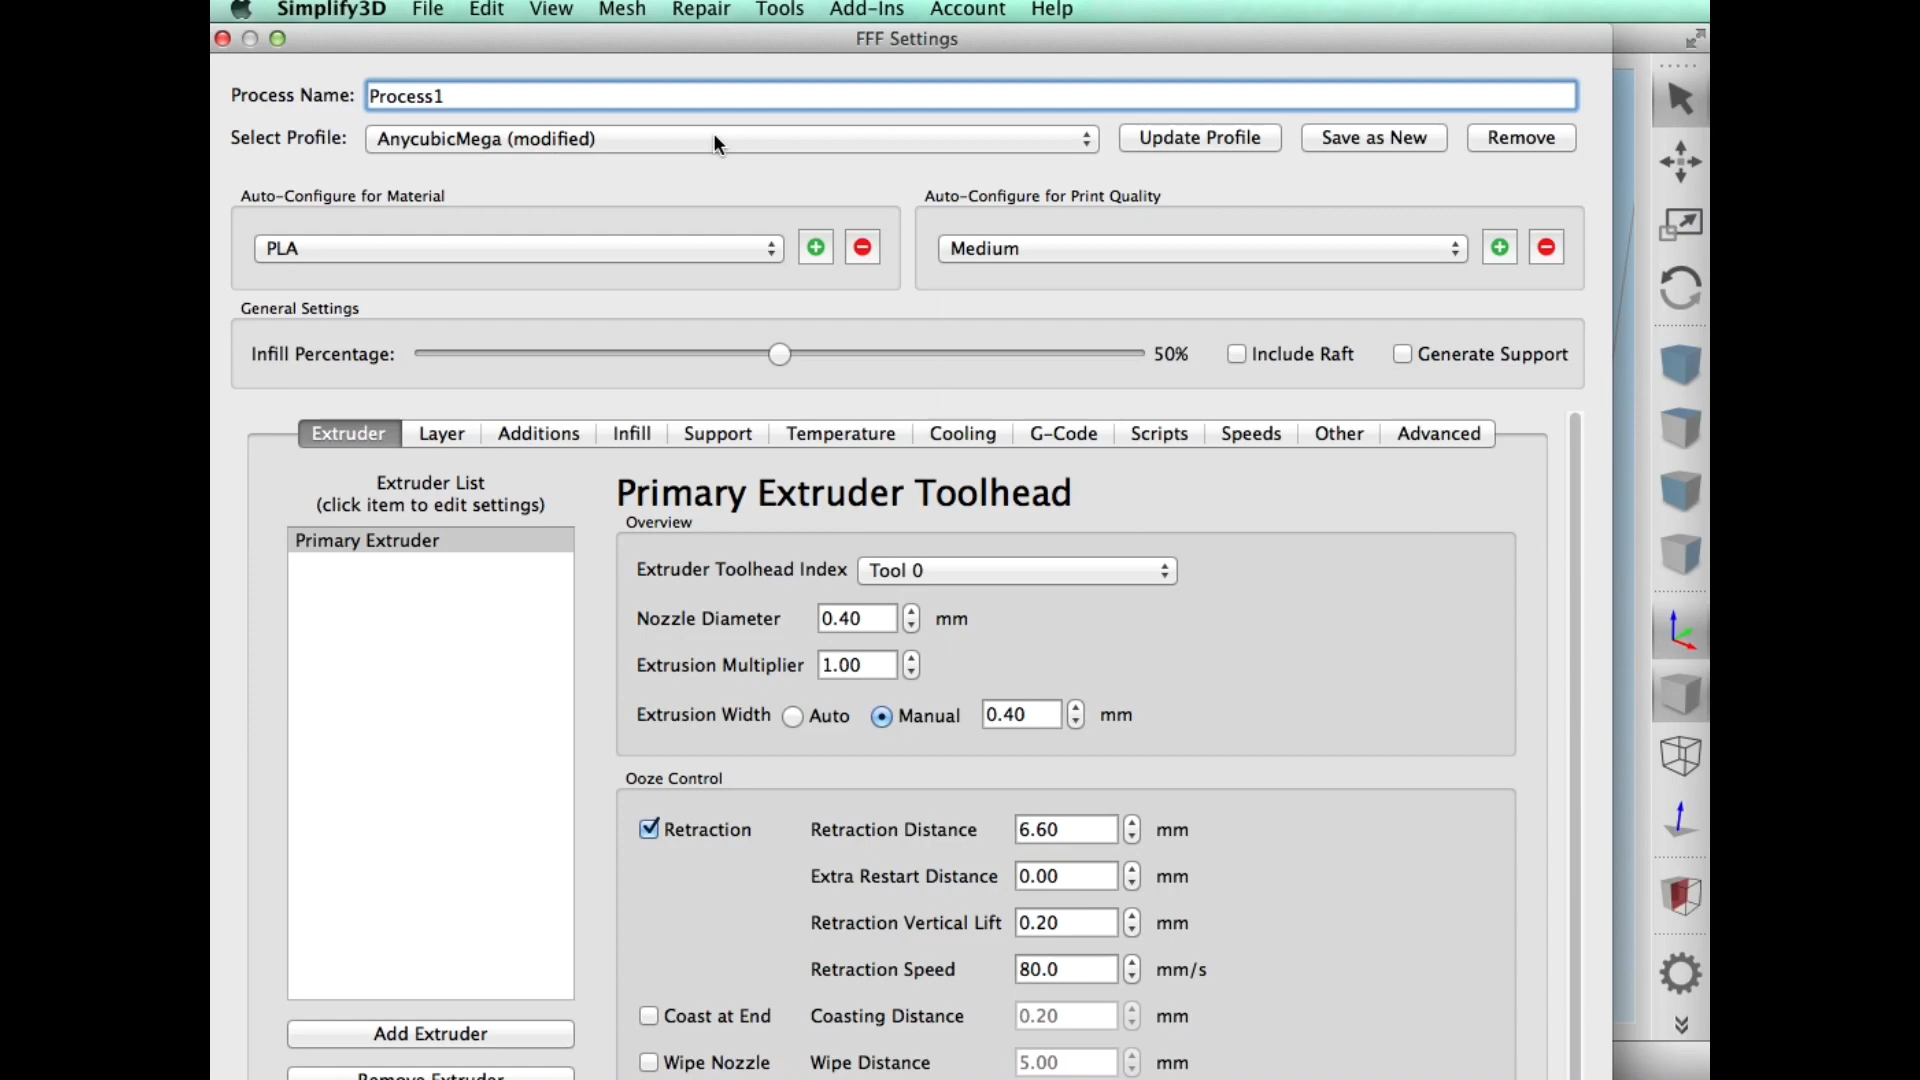 Simplify3D File Edit View Mesh Repair Tools Add-Ins Account Help
FFF Settings
Process Name: Process1
Select Profile: AnycubicMega (modified) Update Profile Save as New Remove
Auto-Configure for Material Auto-Configure for Print Quality
PLA Medium
General Settings
Infill Percentage: 50% Include Raft Generate Support
Extruder Layer Additions Infill Support Temperature Cooling G-Code Scripts Speeds Other Advanced
Extruder List
(click item to edit settings)
Primary Extruder
Add Extruder
Remove Extruder
Primary Extruder Toolhead
Overview
Extruder Toolhead Index Tool 0
Nozzle Diameter 0.40 mm
Extrusion Multiplier 1.00
Extrusion Width Auto Manual 0.40 mm
Ooze Control
Retraction Retraction Distance 6.60 mm
Extra Restart Distance 0.00 mm
Retraction Vertical Lift 0.20 mm
Retraction Speed 80.0 mm/s
Coast at End Coasting Distance 0.20 mm
Wipe Nozzle Wipe Distance 5.00 mm